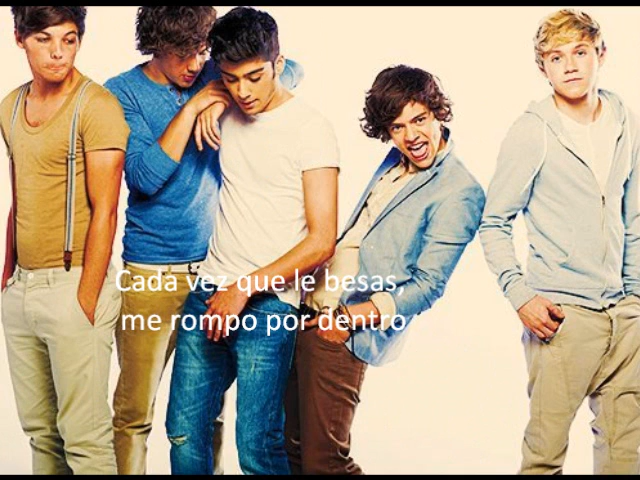 Cada vez que le besas,
me rompo por dentro